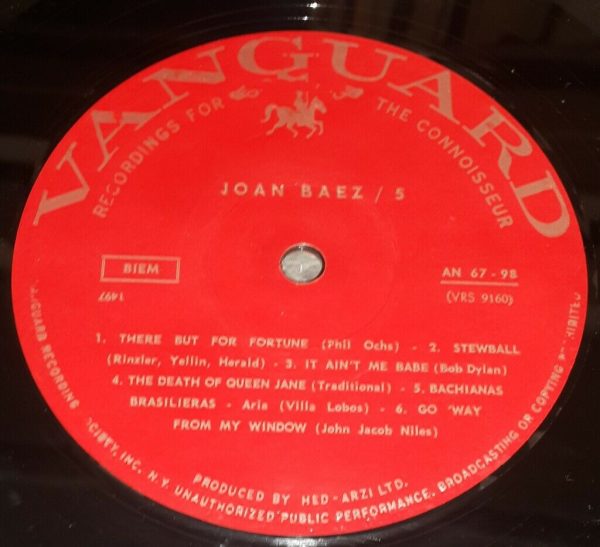 VANGUARD
RECORDINGS FOR THE CONNOISSEUR
JOAN BAEZ / 5
BIEM
AN 67 - 98
1497
(VRS 9160)
1. THERE BUT FOR FORTUNE (Phil Ochs) - 2. STEWBALL
(Rinzler, Yellin, Herald) - 3. IT AIN'T ME BABE (Bob Dylan)
4. THE DEATH OF QUEEN JANE (Traditional) - 5. BACHIANAS
BRASILIERAS - Aria (Villa Lobos) - 6. GO 'WAY
FROM MY WINDOW (John Jacob Niles)
PRODUCED BY HED-ARZI LTD.
RECORDING INC. N.Y. UNAUTHORIZED PUBLIC PERFORMANCE, BROADCASTING OR COPYING